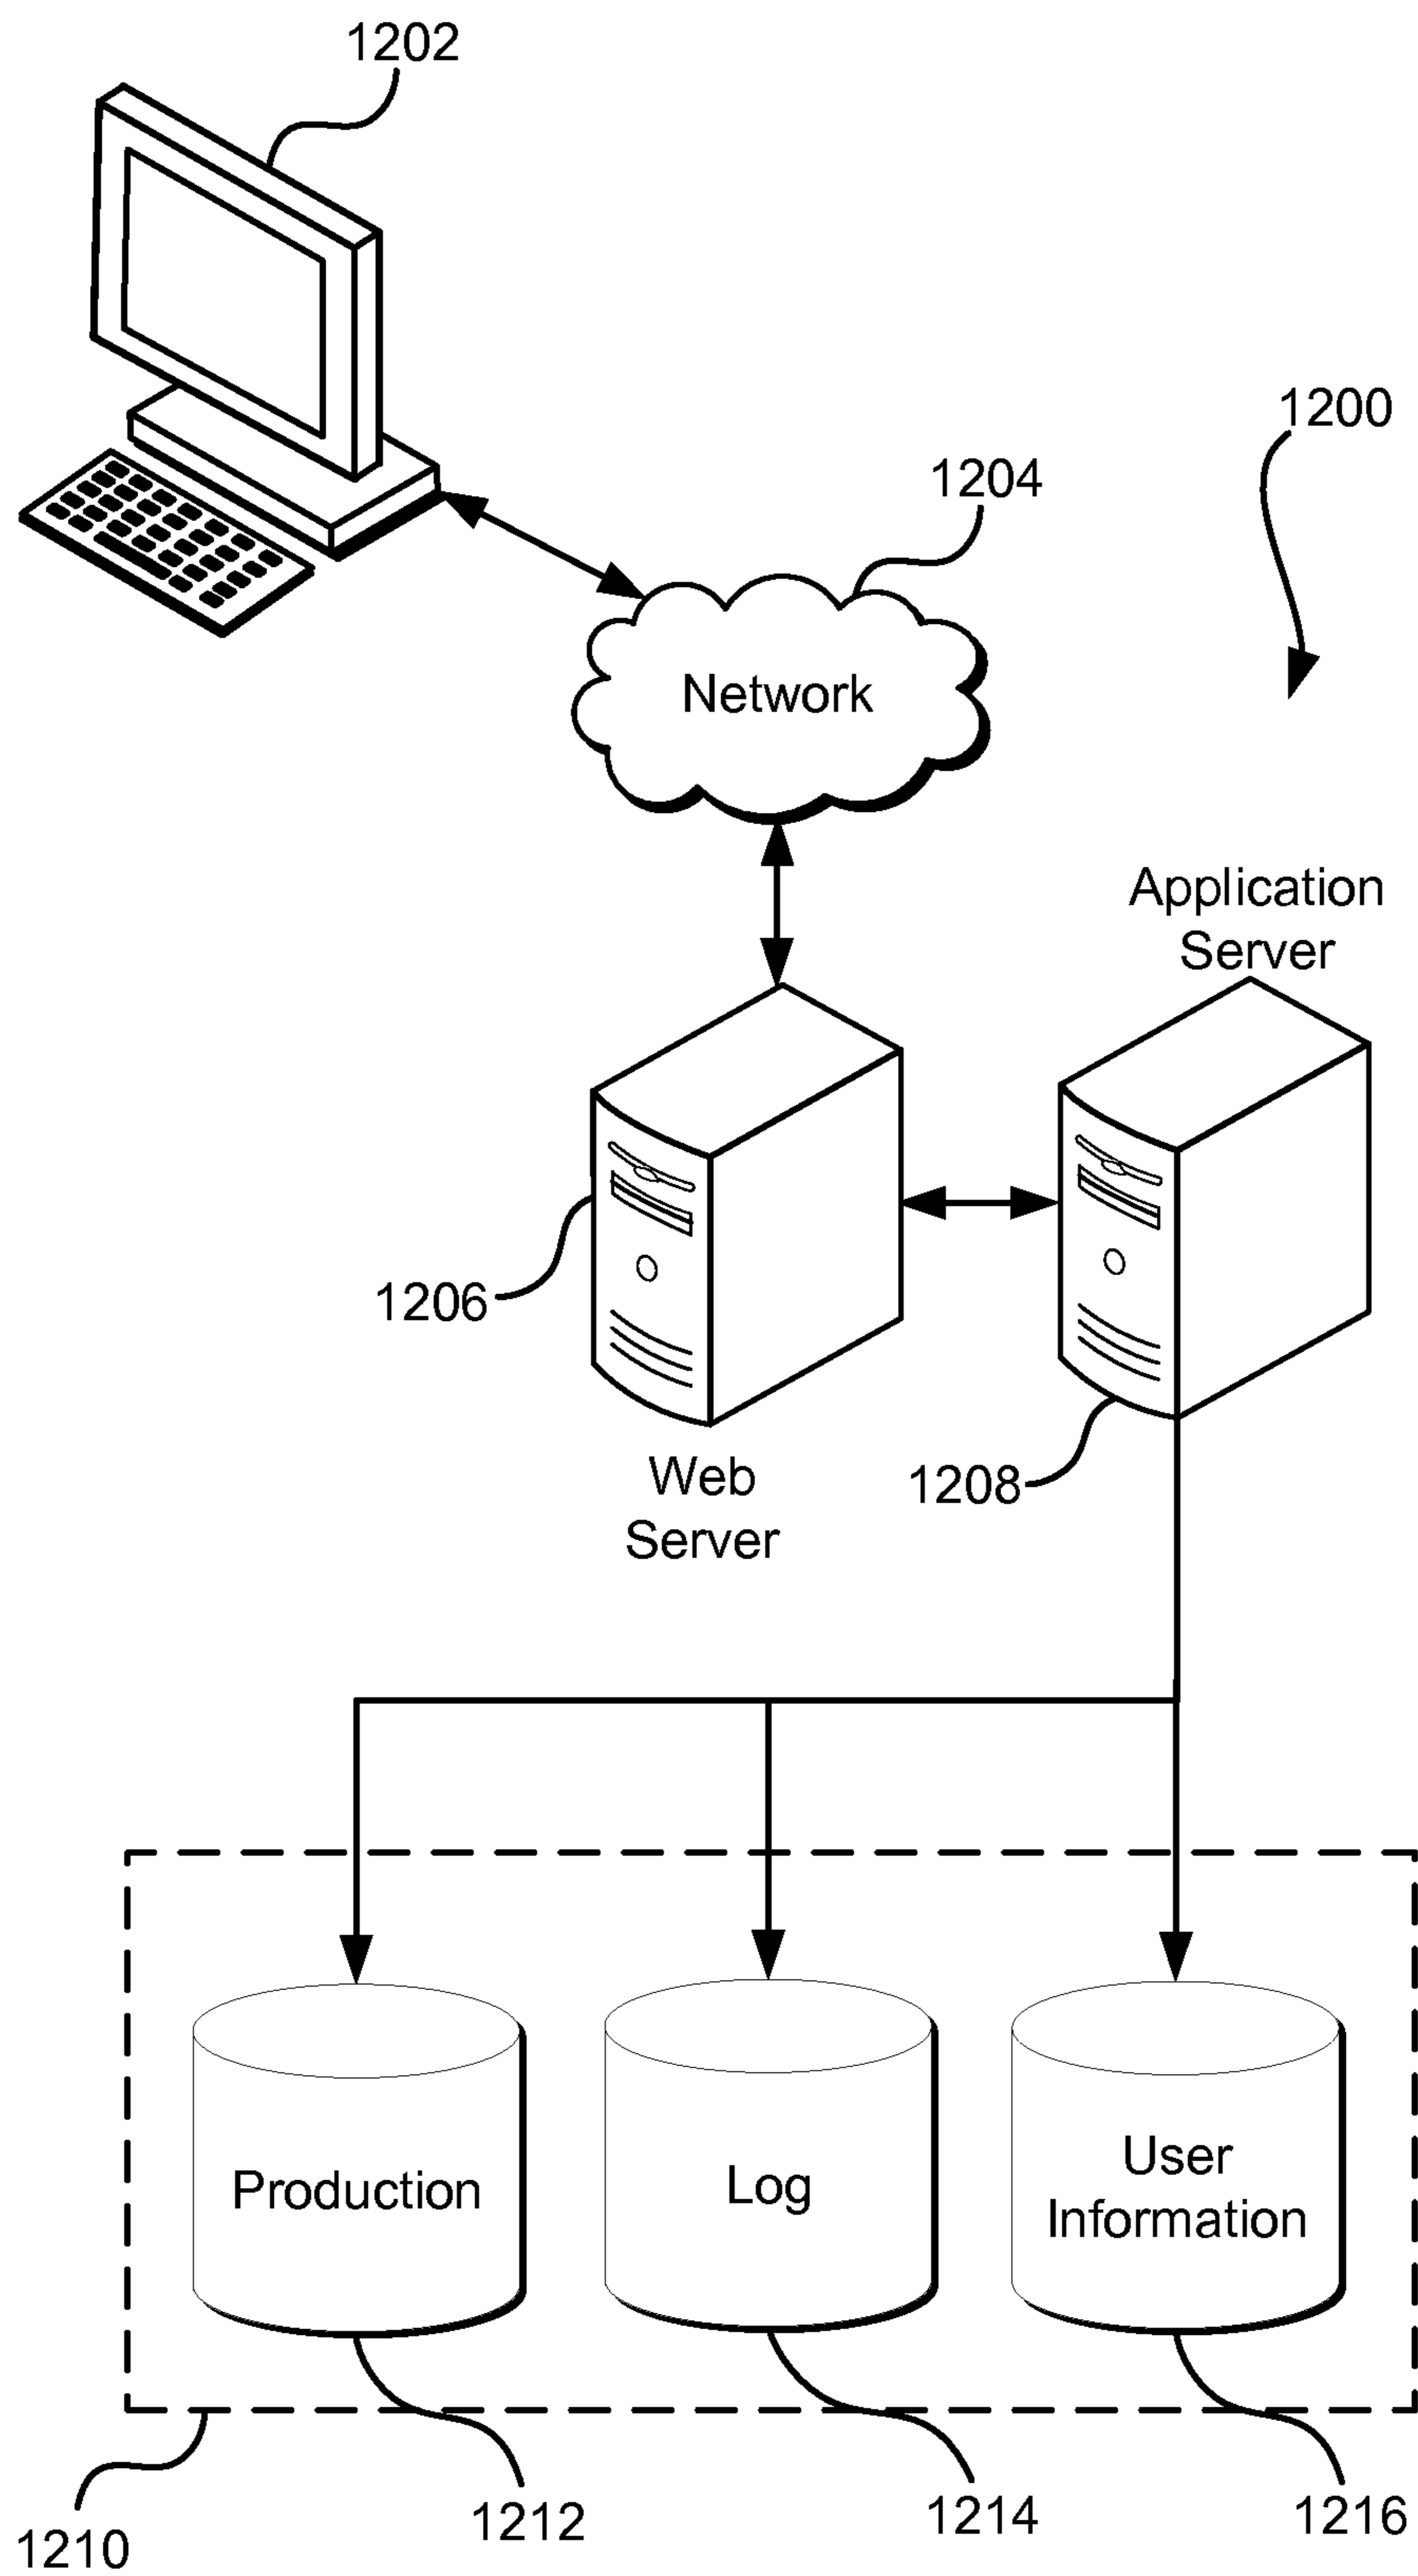 1202
1200
1204
Network
Application
Server
1206
1208
Web
Server
Production
Log
User
Information
1210
1212
1214
1216